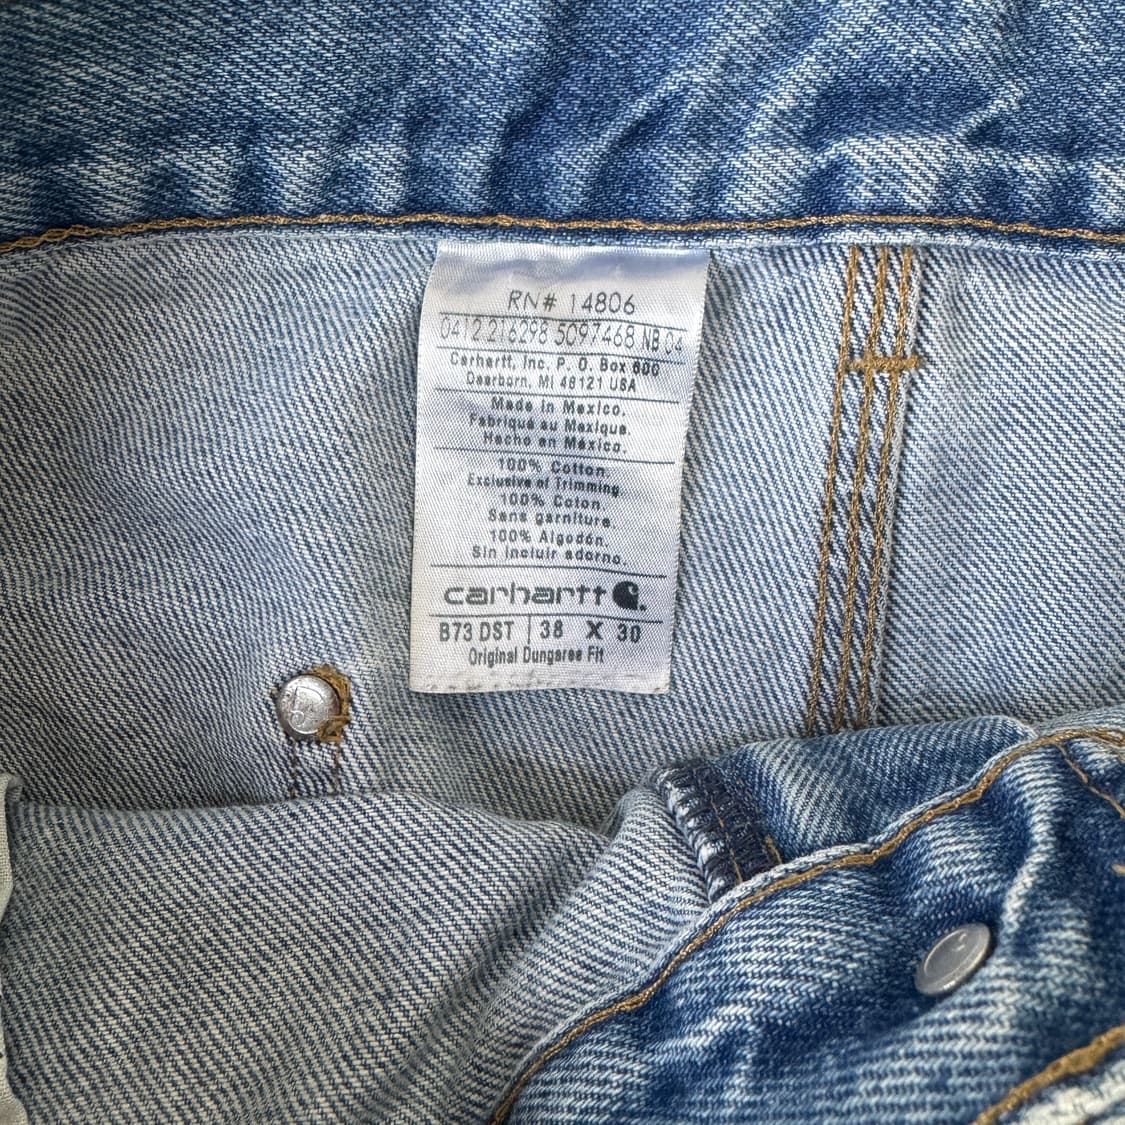 RN# 14806
0412 216298 5097468 NB 04
Carhartt, Inc. P. O. Box 600
Dearborn, MI 48121 USA
Made in Mexico.
Fabriqué au Mexique.
Hecho en México.
100% Cotton.
Exclusive of Trimming
100% Coton.
Sans garniture.
100% Algodón.
Sin incluir adorno.
carhartt
B73 DST | 38 X 30
Original Dungaree Fit